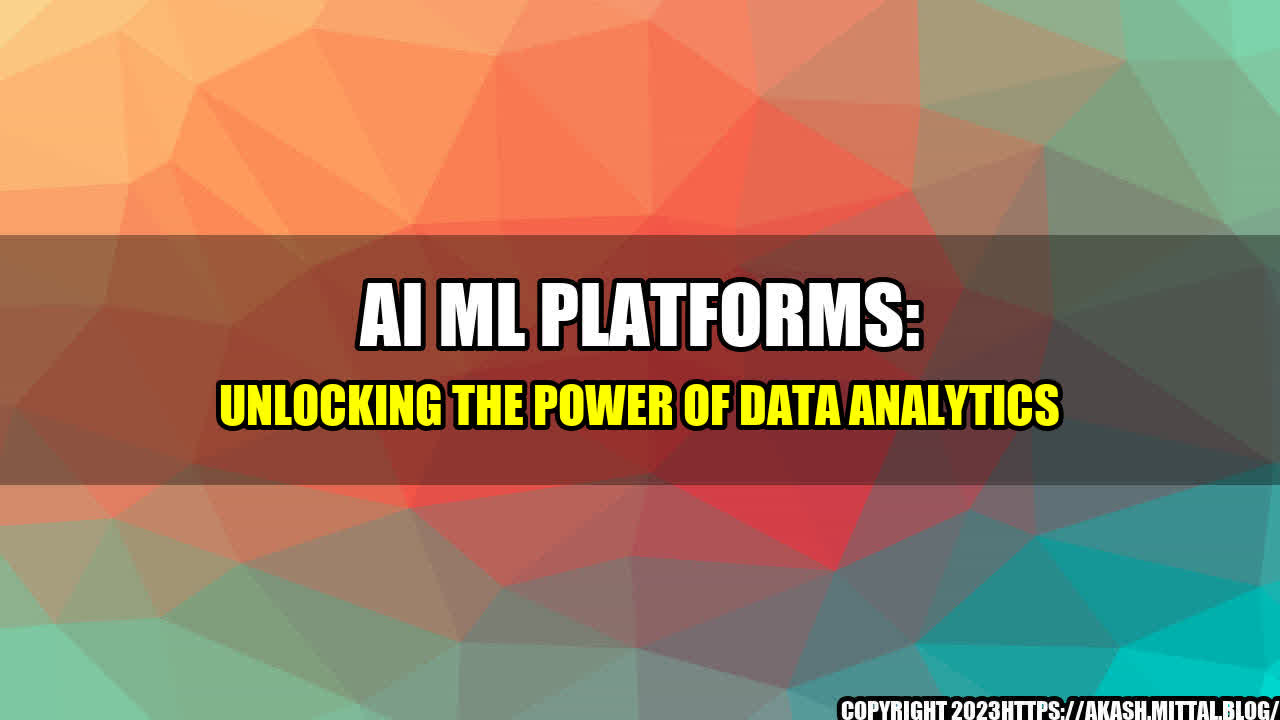 AI ML PLATFORMS:
UNLOCKING THE POWER OF DATA ANALYTICS
COPYRIGHT 2023HTTPS://AKASH.MITTAL.BLOG/